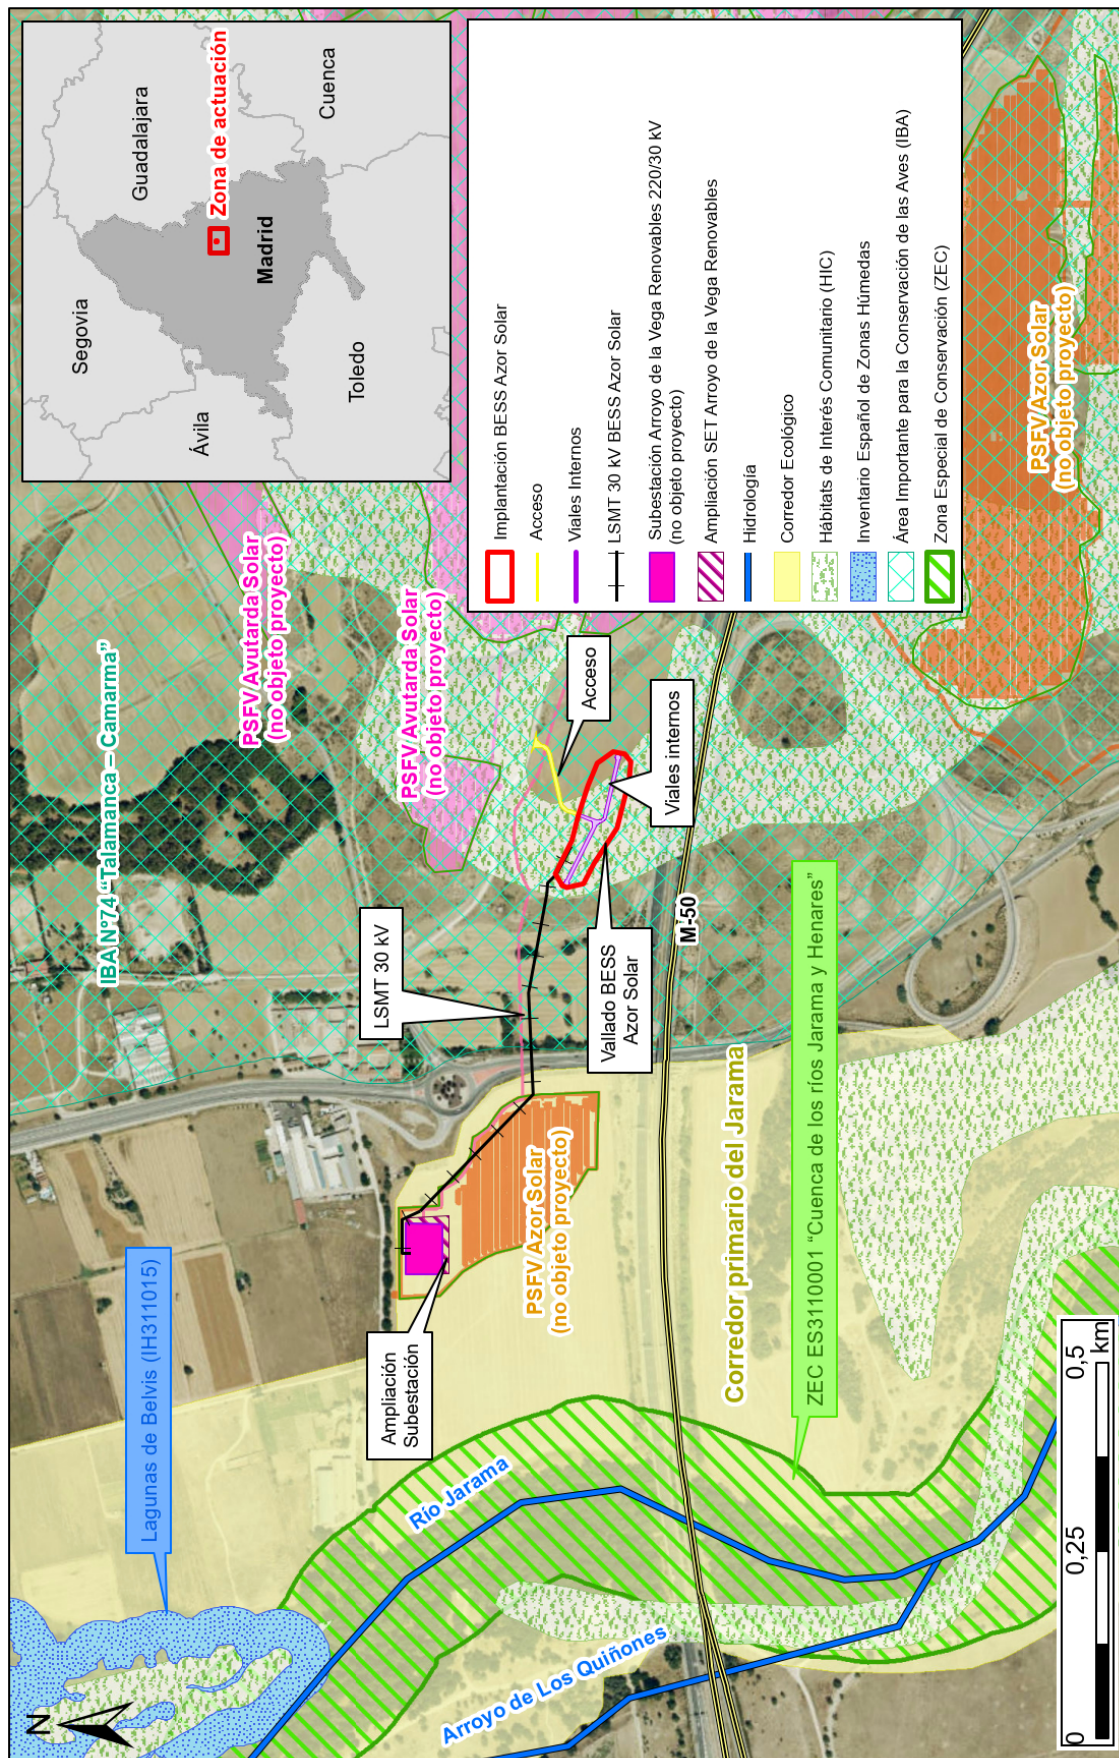 N
Lagunas de Belvis (IH311015)
IBA Nº74 "Talamanca – Camarma"
PSFV Avutarda Solar
(no objeto proyecto)
PSFV Avutarda Solar
(no objeto proyecto)
Segovia
Ávila
Guadalajara
Zona de actuación
Madrid
Toledo
Cuenca
Ampliación
Subestación
LSMT 30 kV
Acceso
Río Jarama
Arroyo de Los Quiñones
PSFV Azor Solar
(no objeto proyecto)
Vallado BESS
Azor Solar
Viales internos
M-50
Corredor primario del Jarama
ZEC ES3110001 "Cuenca de los ríos Jarama y Henares"
Implantación BESS Azor Solar
Acceso
Viales Internos
LSMT 30 kV BESS Azor Solar
Subestación Arroyo de la Vega Renovables 220/30 kV
(no objeto proyecto)
Ampliación SET Arroyo de la Vega Renovables
Hidrología
Corredor Ecológico
Hábitats de Interés Comunitario (HIC)
Inventario Español de Zonas Húmedas
Área Importante para la Conservación de las Aves (IBA)
Zona Especial de Conservación (ZEC)
PSFV Azor Solar
(no objeto proyecto)
0
0,25
0,5
km